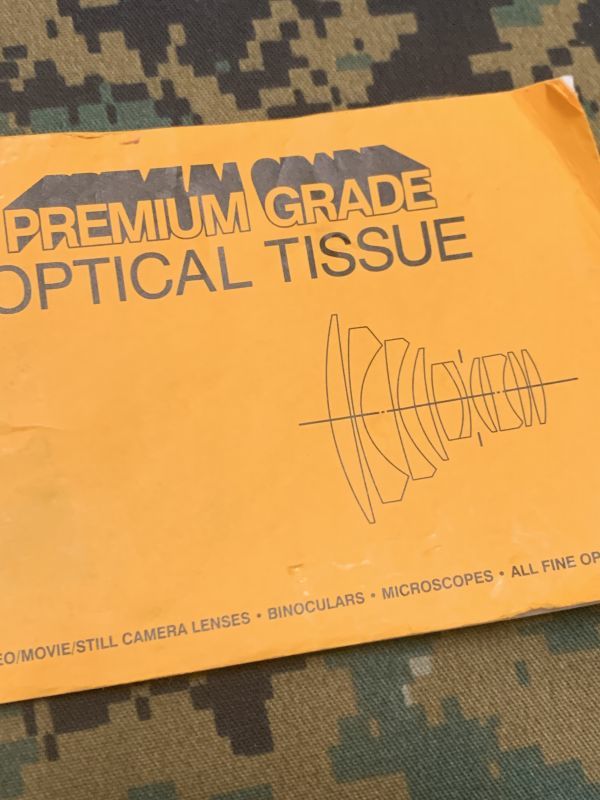 PREMIUM GRADE
OPTICAL TISSUE
EO/MOVIE/STILL CAMERA LENSES • BINOCULARS • MICROSCOPES • ALL FINE OP